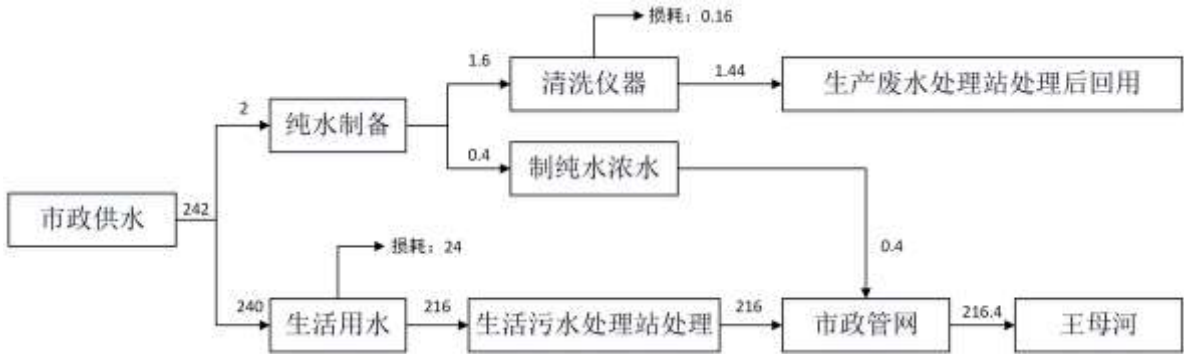 损耗：0.16
1.6
清洗仪器
1.44
生产废水处理站处理后回用
2
纯水制备
0.4
制纯水浓水
市政供水
242
损耗：24
0.4
240
生活用水
216
生活污水处理站处理
216
市政管网
216.4
王母河